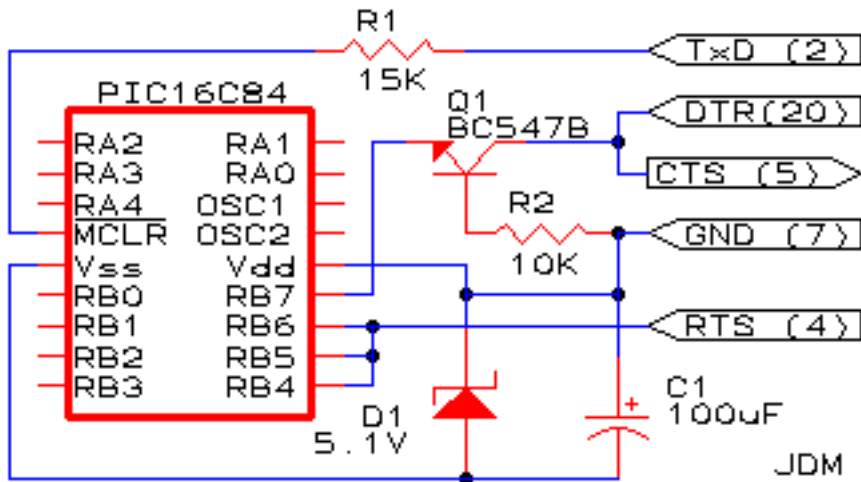 R1
15K
TxD (2)
PIC16C84
Q1
BC547B
DTR(20)
CTS (5)
RA2 RA1
RA3 RA0
RA4 OSC1
MCLR OSC2
Vss Vdd
RB0 RB7
RB1 RB6
RB2 RB5
RB3 RB4
R2
10K
GND (7)
RTS (4)
D1
5.1V
C1
+
100uF
JDM